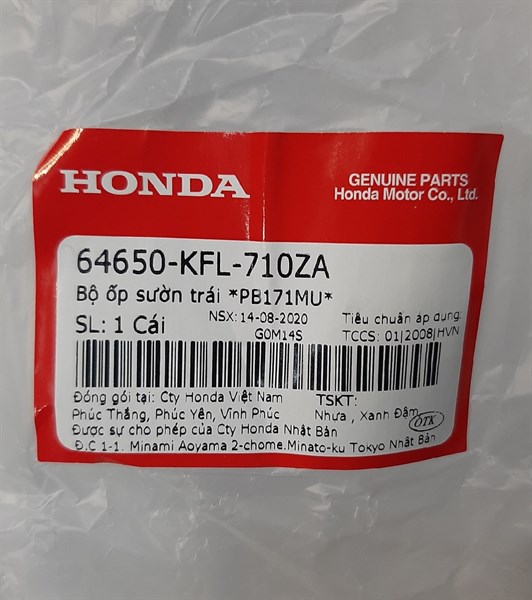 HONDA
GENUINE PARTS
Honda Motor Co., Ltd.
64650-KFL-710ZA
Bộ ốp sườn trái *PB171MU*
SL: 1 Cái
NSX: 14-08-2020
G0M14S
Tiêu chuẩn áp dụng:
TCCS: 01|2008|HVN
Đóng gói tại: Cty Honda Việt Nam
Phúc Thắng, Phúc Yên, Vĩnh Phúc
TSKT:
Nhựa , Xanh Đậm
Được sự cho phép của Cty Honda Nhật Bản
OTK
Đ.C 1-1. Minami Aoyama 2-chome.Minato-ku Tokyo Nhật Bản